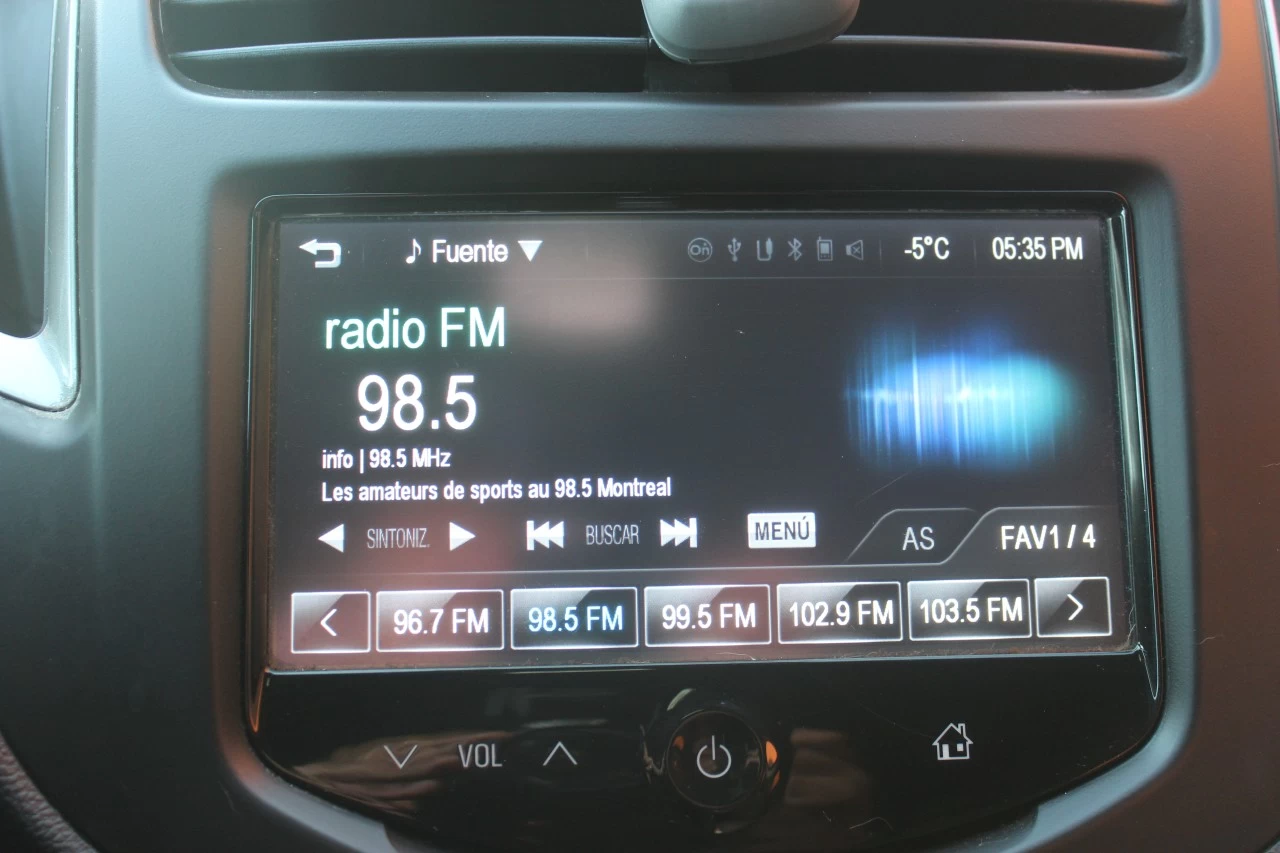 Fuente -5°C 05:35 PM
radio FM
98.5
info | 98.5 MHz
Les amateurs de sports au 98.5 Montreal
SINTONIZ. BUSCAR MENÚ AS FAV1 / 4
96.7 FM 98.5 FM 99.5 FM 102.9 FM 103.5 FM
VOL